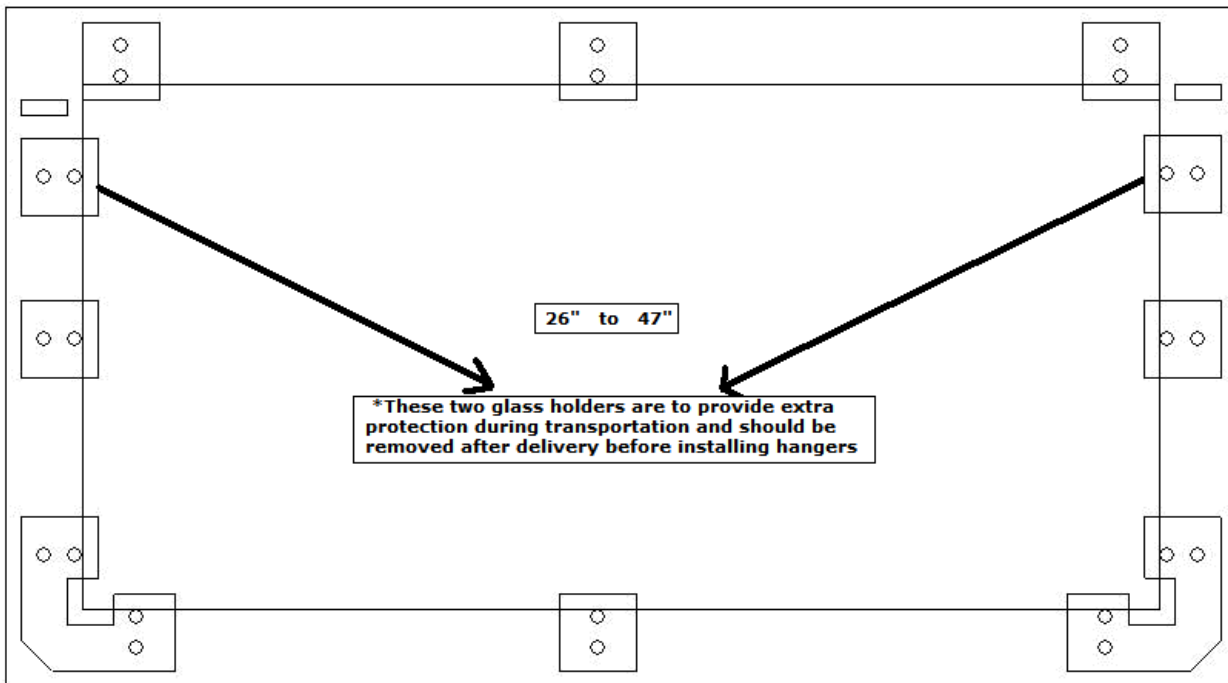 26" to 47"
*These two glass holders are to provide extra
protection during transportation and should be
removed after delivery before installing hangers